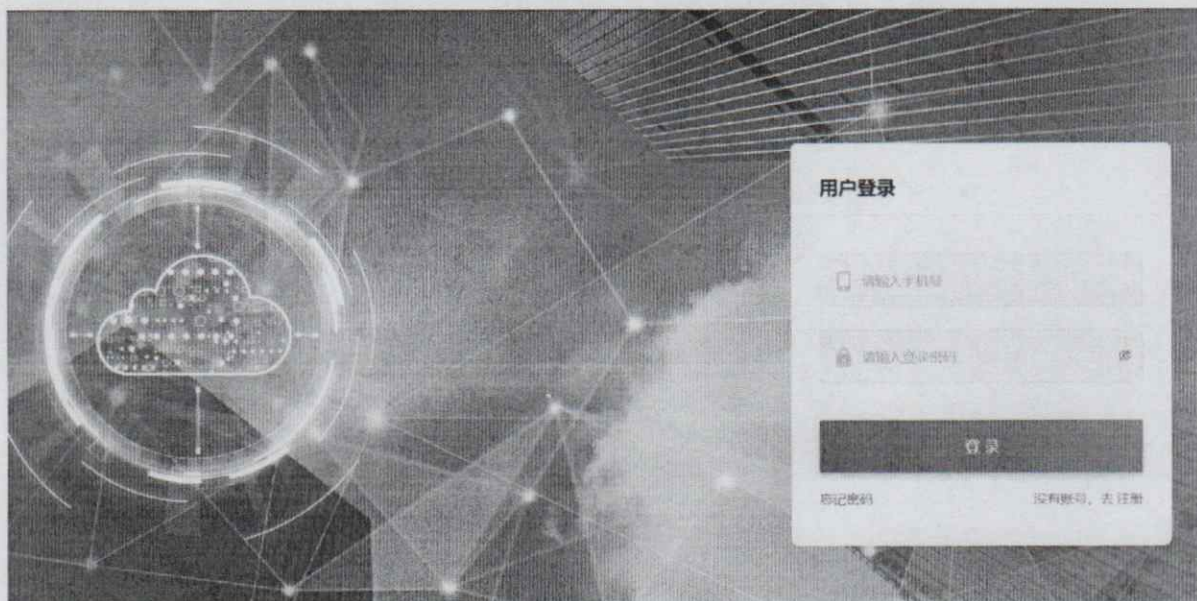 用户登录
请输入手机号
请输入登录密码
登录
忘记密码
没有账号，去注册